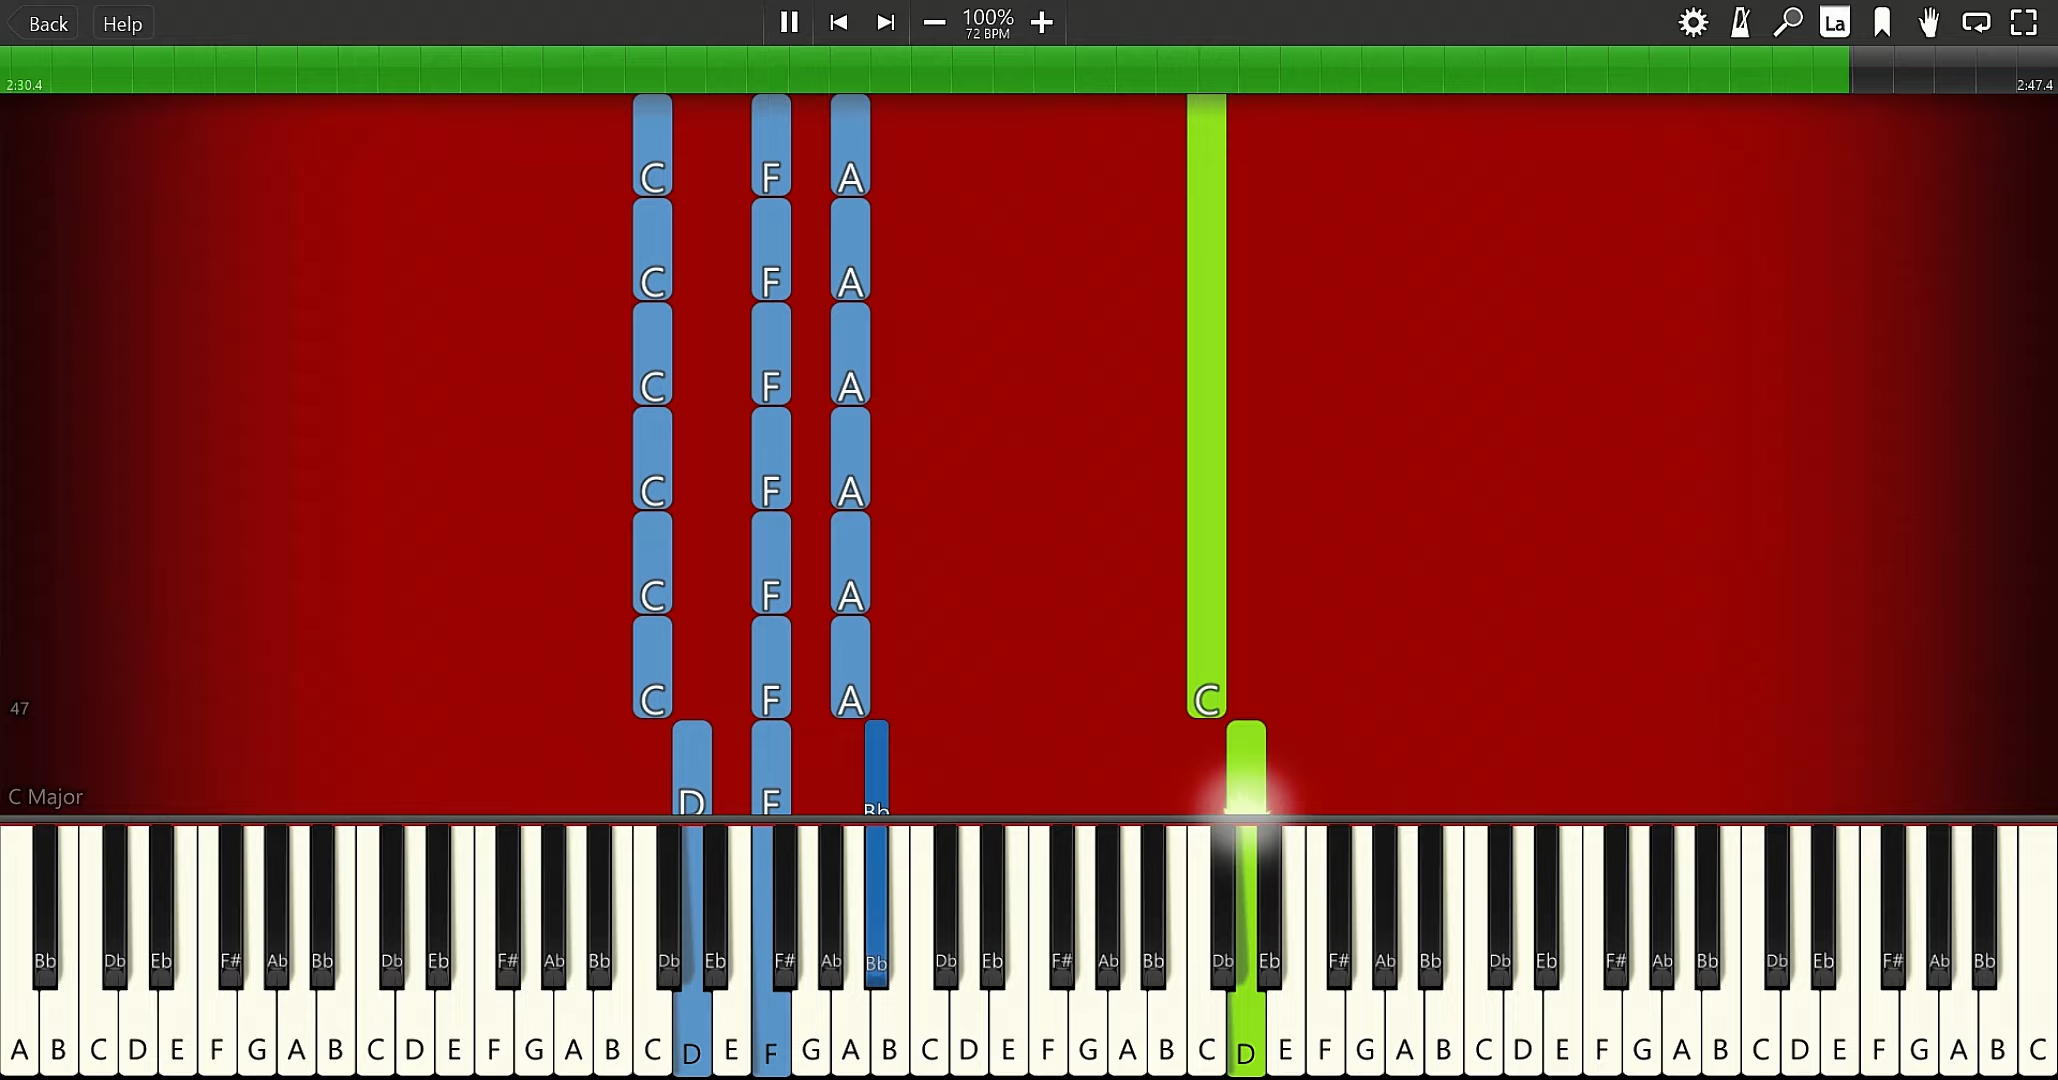 Back Help 100% La
72 BPM
2:30.4 2:47.4
C F A
C F A
C F A
C F A
C F A
C F A C
47
D F Bb
C Major
Bb Db Eb F# Ab Bb Db Eb F# Ab Bb Db Eb F# Ab Bb Db Eb F# Ab Bb Db Eb F# Ab Bb Db Eb F# Ab Bb Db Eb F# Ab Bb
A B C D E F G A B C D E F G A B C D E F G A B C D E F G A B C D E F G A B C D E F G A B C D E F G A B C